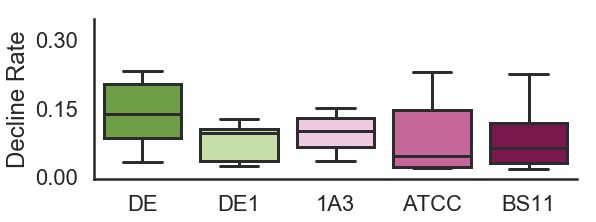 Decline Rate
0.30
0.15
0.00
DE DE1 1A3 ATCC BS11